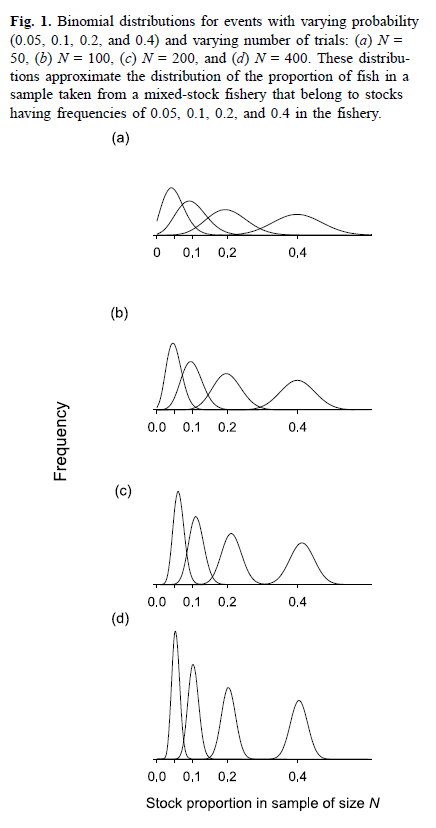 Fig. 1. Binomial distributions for events with varying probability
(0.05, 0.1, 0.2, and 0.4) and varying number of trials: (a) N =
50, (b) N = 100, (c) N = 200, and (d) N = 400. These distribu-
tions approximate the distribution of the proportion of fish in a
sample taken from a mixed-stock fishery that belong to stocks
having frequencies of 0.05, 0.1, 0.2, and 0.4 in the fishery.
(a)
0 0,1 0,2 0,4
(b)
0.0 0.1 0.2 0.4
Frequency
(c)
0.0 0.1 0.2 0.4
(d)
0,0 0,1 0,2 0,4
Stock proportion in sample of size N